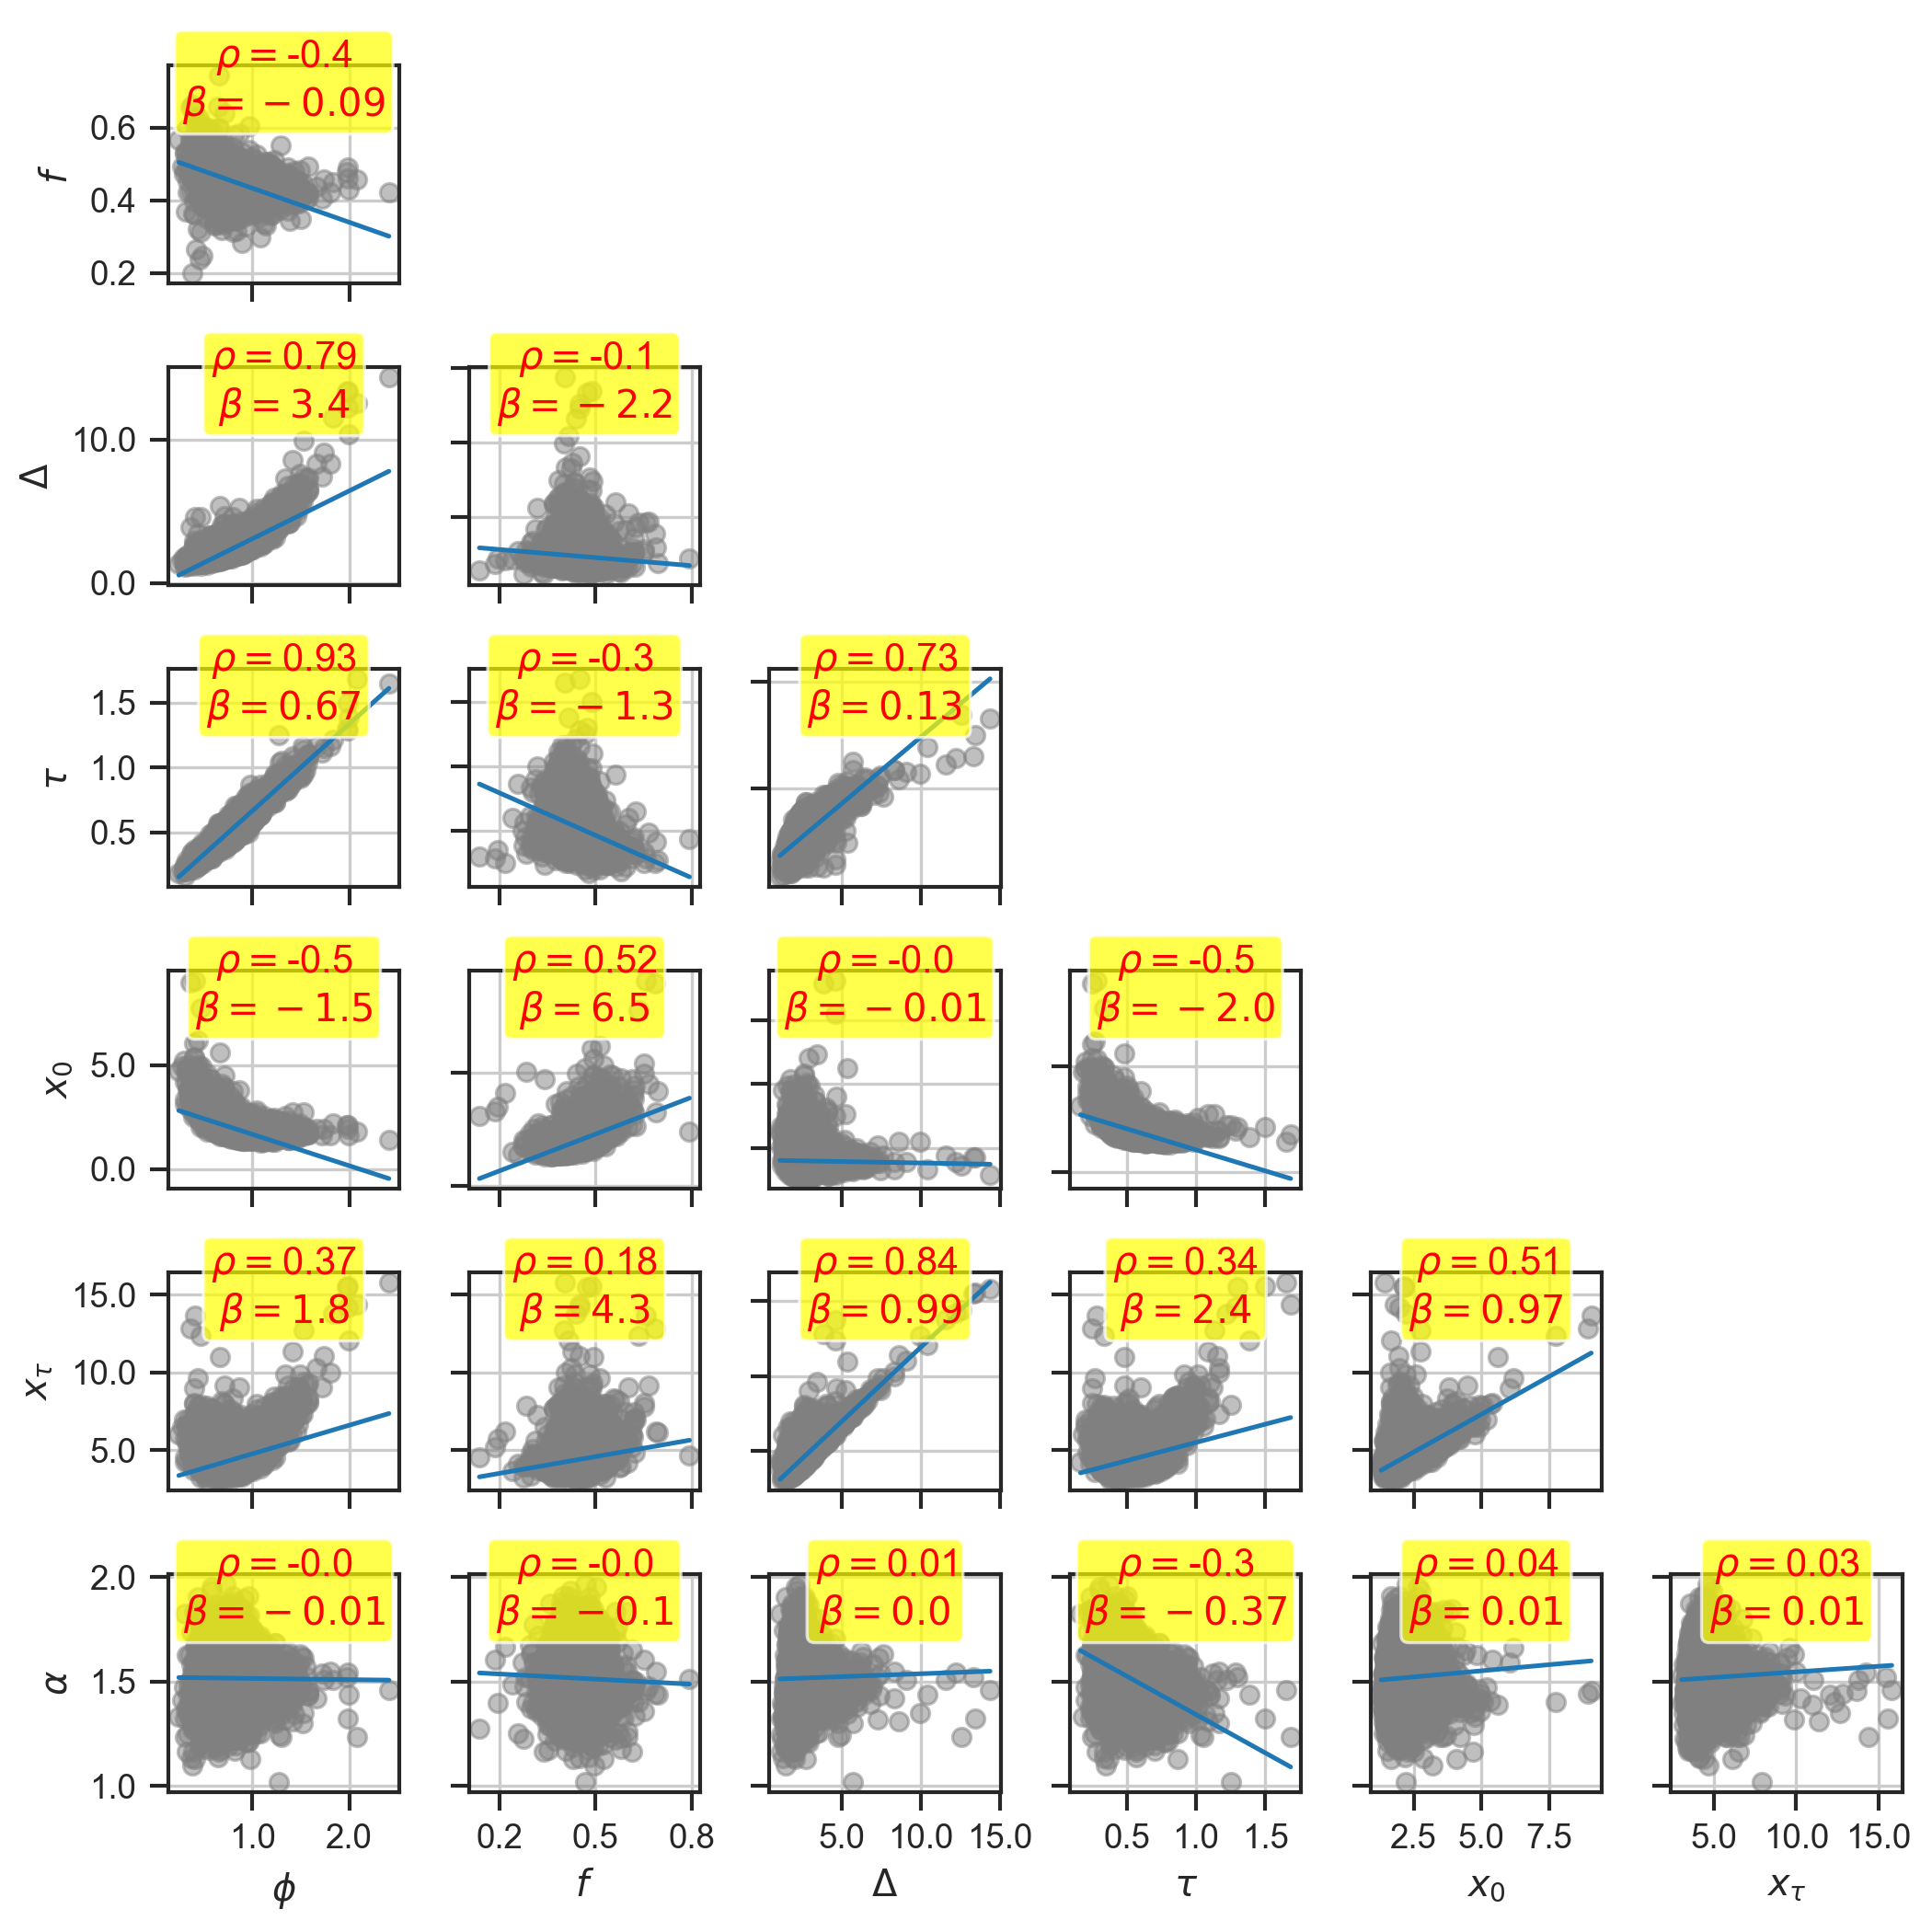 ρ = -0.4
β = − 0.09
0.6
0.4
0.2
f
ρ = 0.79
β = 3.4
ρ = -0.1
β = − 2.2
10.0
0.0
Δ
ρ = 0.93
β = 0.67
ρ = -0.3
β = − 1.3
ρ = 0.73
β = 0.13
1.5
1.0
0.5
τ
ρ = -0.5
β = − 1.5
ρ = 0.52
β = 6.5
ρ = -0.0
β = − 0.01
ρ = -0.5
β = − 2.0
5.0
0.0
x₀
ρ = 0.37
β = 1.8
ρ = 0.18
β = 4.3
ρ = 0.84
β = 0.99
ρ = 0.34
β = 2.4
ρ = 0.51
β = 0.97
15.0
10.0
5.0
x_τ
ρ = -0.0
β = − 0.01
ρ = -0.0
β = − 0.1
ρ = 0.01
β = 0.0
ρ = -0.3
β = − 0.37
ρ = 0.04
β = 0.01
ρ = 0.03
β = 0.01
2.0
1.5
1.0
α
1.0 2.0
0.2 0.5 0.8
5.0 10.0 15.0
0.5 1.0 1.5
2.5 5.0 7.5
5.0 10.0 15.0
ϕ
f
Δ
τ
x₀
x_τ